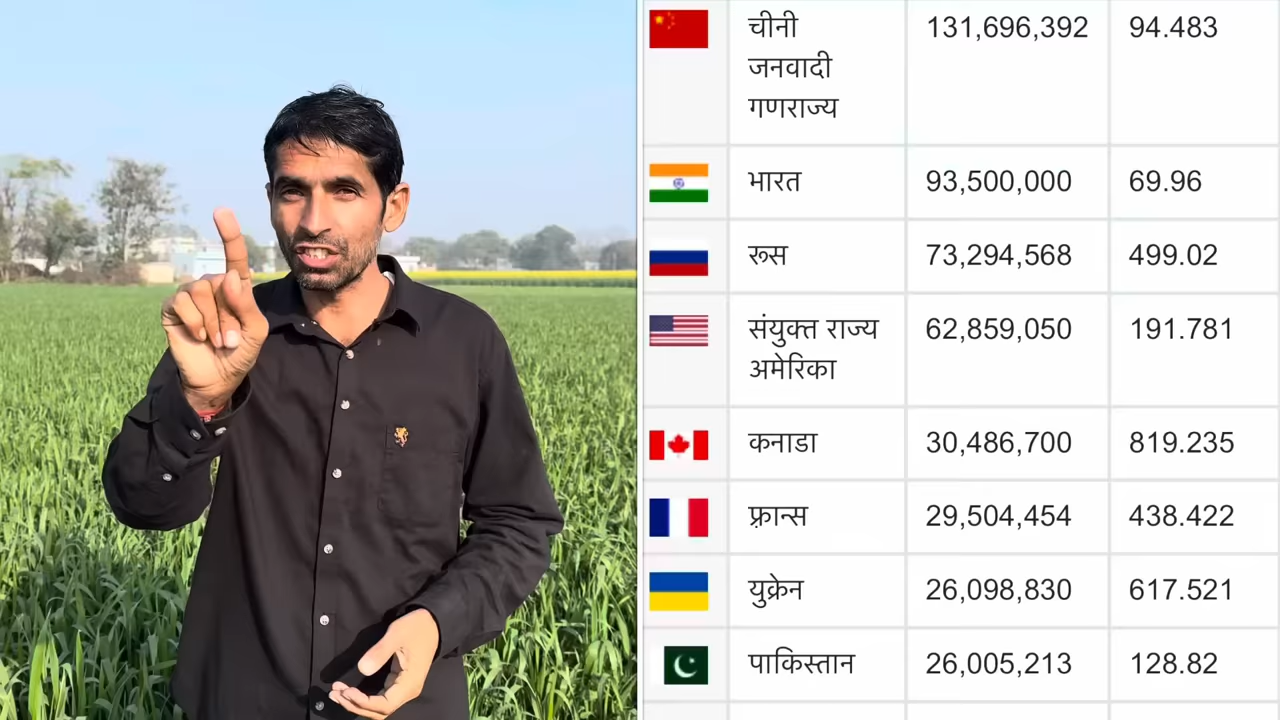 चीनी 131,696,392 94.483
जनवादी
गणराज्य
भारत 93,500,000 69.96
रूस 73,294,568 499.02
संयुक्त राज्य 62,859,050 191.781
अमेरिका
कनाडा 30,486,700 819.235
फ़्रान्स 29,504,454 438.422
युक्रेन 26,098,830 617.521
पाकिस्तान 26,005,213 128.82